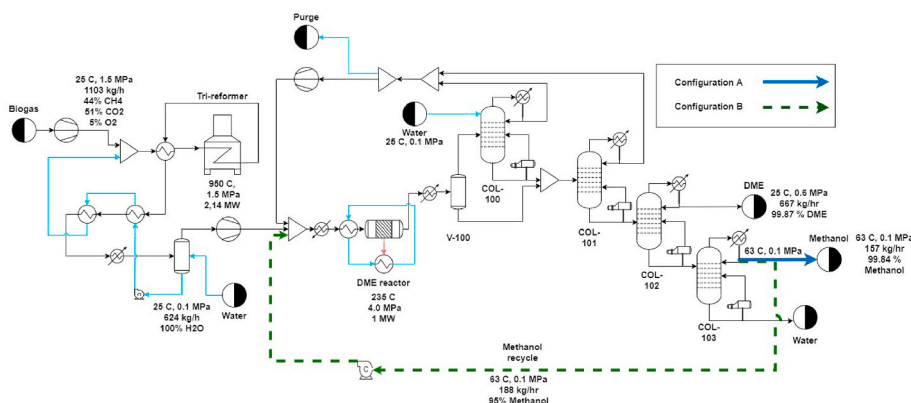 Purge
25 C, 1.5 MPa
1103 kg/h
44% CH4
51% CO2
5% O2
Biogas
Tri-reformer
950 C,
1.5 MPa
2,14 MW
Configuration A
Configuration B
Water
25 C, 0.1 MPa
COL-
100
V-100
COL-
101
DME
25 C, 0.6 MPa
667 kg/hr
99.87 % DME
COL-
102
63 C, 0.1 MPa
Methanol
63 C, 0.1 MPa
157 kg/hr
99.84 %
Methanol
COL-
103
Water
DME reactor
235 C
4.0 MPa
1 MW
25 C, 0.1 MPa
624 kg/h
100% H2O
Water
Methanol
recycle
C
63 C, 0.1 MPa
188 kg/hr
95% Methanol